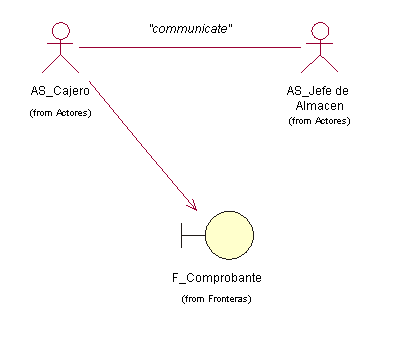 "communicate"
AS_Cajero
(from Actores)
AS_Jefe de
Almacen
(from Actores)
F_Comprobante
(from Fronteras)